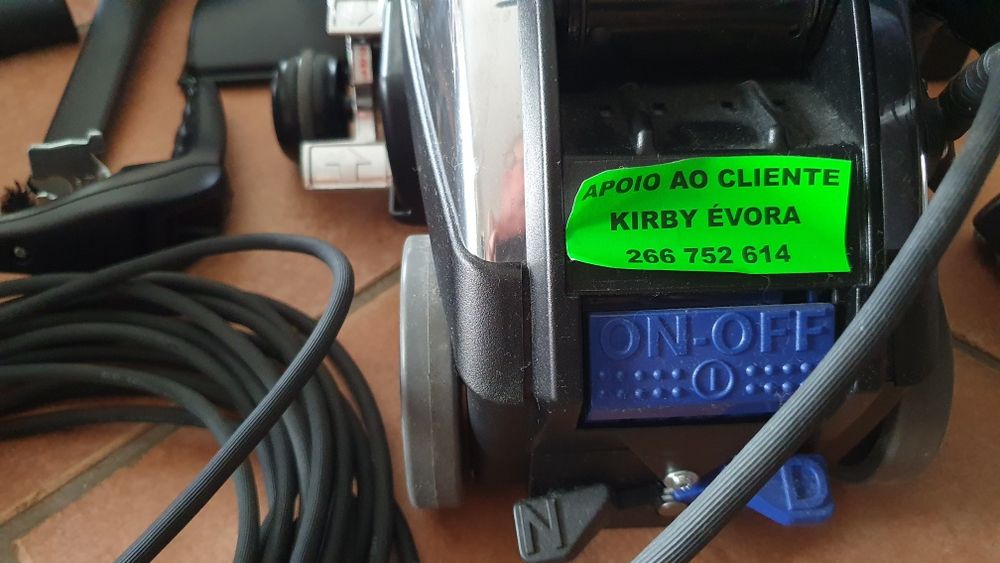 APOIO AO CLIENTE
KIRBY ÉVORA
266 752 614
ON-OFF
N
D